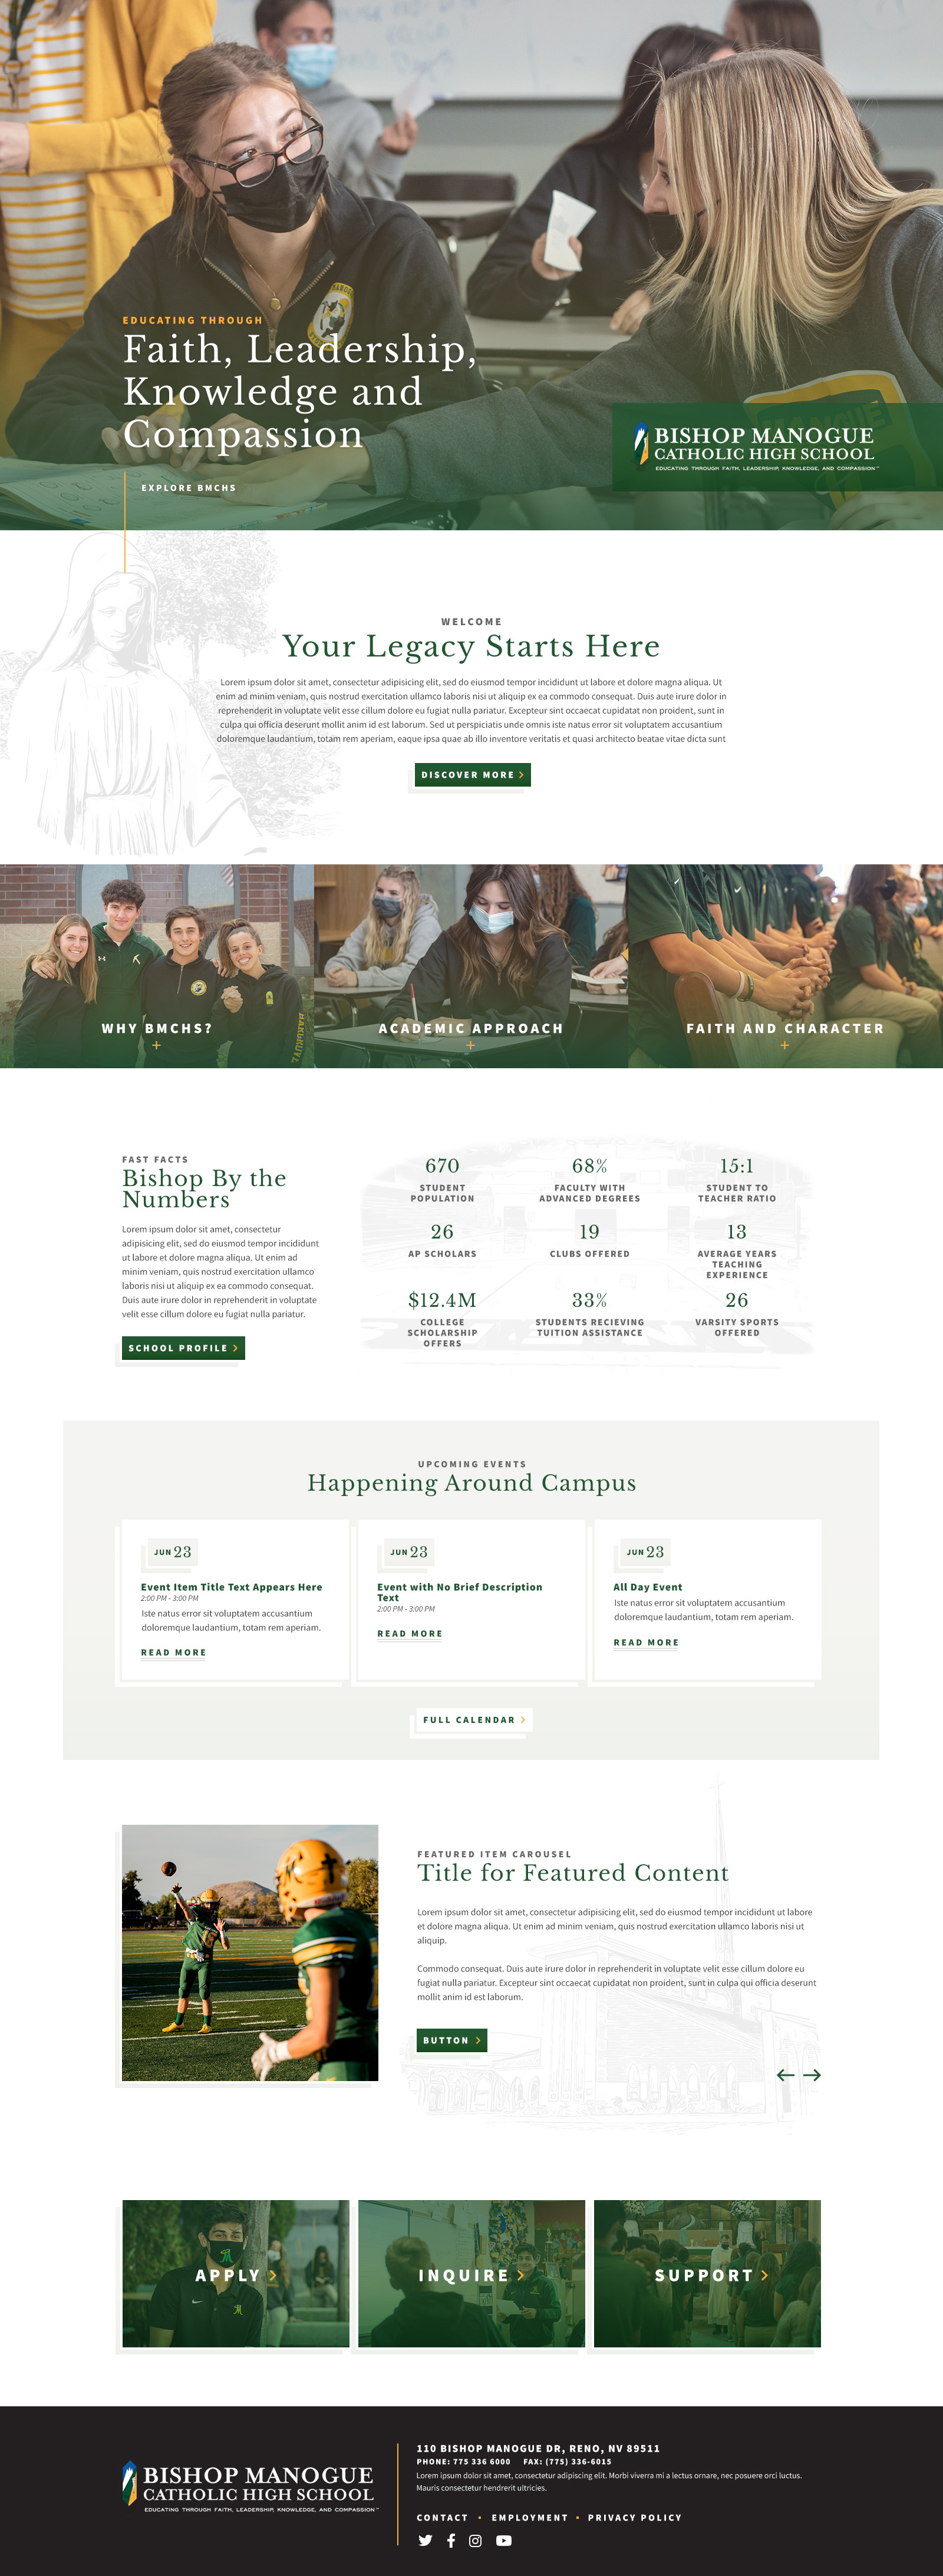 EDUCATING THROUGH
Faith, Leadership,
Knowledge and
Compassion
EXPLORE BMCHS
BISHOP MANOGUE
CATHOLIC HIGH SCHOOL
EDUCATING THROUGH FAITH, LEADERSHIP, KNOWLEDGE, AND COMPASSION™
WELCOME
Your Legacy Starts Here
Lorem ipsum dolor sit amet, consectetur adipisicing elit, sed do eiusmod tempor incididunt ut labore et dolore magna aliqua. Ut
enim ad minim veniam, quis nostrud exercitation ullamco laboris nisi ut aliquip ex ea commodo consequat. Duis aute irure dolor in
reprehenderit in voluptate velit esse cillum dolore eu fugiat nulla pariatur. Excepteur sint occaecat cupidatat non proident, sunt in
culpa qui officia deserunt mollit anim id est laborum. Sed ut perspiciatis unde omnis iste natus error sit voluptatem accusantium
doloremque laudantium, totam rem aperiam, eaque ipsa quae ab illo inventore veritatis et quasi architecto beatae vitae dicta sunt
DISCOVER MORE
WHY BMCHS?
ACADEMIC APPROACH
FAITH AND CHARACTER
FAST FACTS
Bishop By the
Numbers
Lorem ipsum dolor sit amet, consectetur
adipisicing elit, sed do eiusmod tempor incididunt
ut labore et dolore magna aliqua. Ut enim ad
minim veniam, quis nostrud exercitation ullamco
laboris nisi ut aliquip ex ea commodo consequat.
Duis aute irure dolor in reprehenderit in voluptate
velit esse cillum dolore eu fugiat nulla pariatur.
SCHOOL PROFILE
670
STUDENT
POPULATION
68%
FACULTY WITH
ADVANCED DEGREES
15:1
STUDENT TO
TEACHER RATIO
26
AP SCHOLARS
19
CLUBS OFFERED
13
AVERAGE YEARS
TEACHING
EXPERIENCE
$12.4M
COLLEGE
SCHOLARSHIP
OFFERS
33%
STUDENTS RECIEVING
TUITION ASSISTANCE
26
VARSITY SPORTS
OFFERED
UPCOMING EVENTS
Happening Around Campus
JUN 23
Event Item Title Text Appears Here
2:00 PM - 3:00 PM
Iste natus error sit voluptatem accusantium
doloremque laudantium, totam rem aperiam.
READ MORE
JUN 23
Event with No Brief Description
Text
2:00 PM - 3:00 PM
READ MORE
JUN 23
All Day Event
Iste natus error sit voluptatem accusantium
doloremque laudantium, totam rem aperiam.
READ MORE
FULL CALENDAR
FEATURED ITEM CAROUSEL
Title for Featured Content
Lorem ipsum dolor sit amet, consectetur adipisicing elit, sed do eiusmod tempor incididunt ut labore
et dolore magna aliqua. Ut enim ad minim veniam, quis nostrud exercitation ullamco laboris nisi ut
aliquip.
Commodo consequat. Duis aute irure dolor in reprehenderit in voluptate velit esse cillum dolore eu
fugiat nulla pariatur. Excepteur sint occaecat cupidatat non proident, sunt in culpa qui officia deserunt
mollit anim id est laborum.
BUTTON
APPLY
INQUIRE
SUPPORT
BISHOP MANOGUE
CATHOLIC HIGH SCHOOL
EDUCATING THROUGH FAITH, LEADERSHIP, KNOWLEDGE, AND COMPASSION™
110 BISHOP MANOGUE DR, RENO, NV 89511
PHONE: 775 336 6000 FAX: (775) 336-6015
Lorem ipsum dolor sit amet, consectetur adipiscing elit. Morbi viverra mi a lectus ornare, nec posuere orci luctus.
Mauris consectetur hendrerit ultricies.
CONTACT • EMPLOYMENT • PRIVACY POLICY